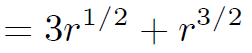 = 3r^{1/2} + r^{3/2}